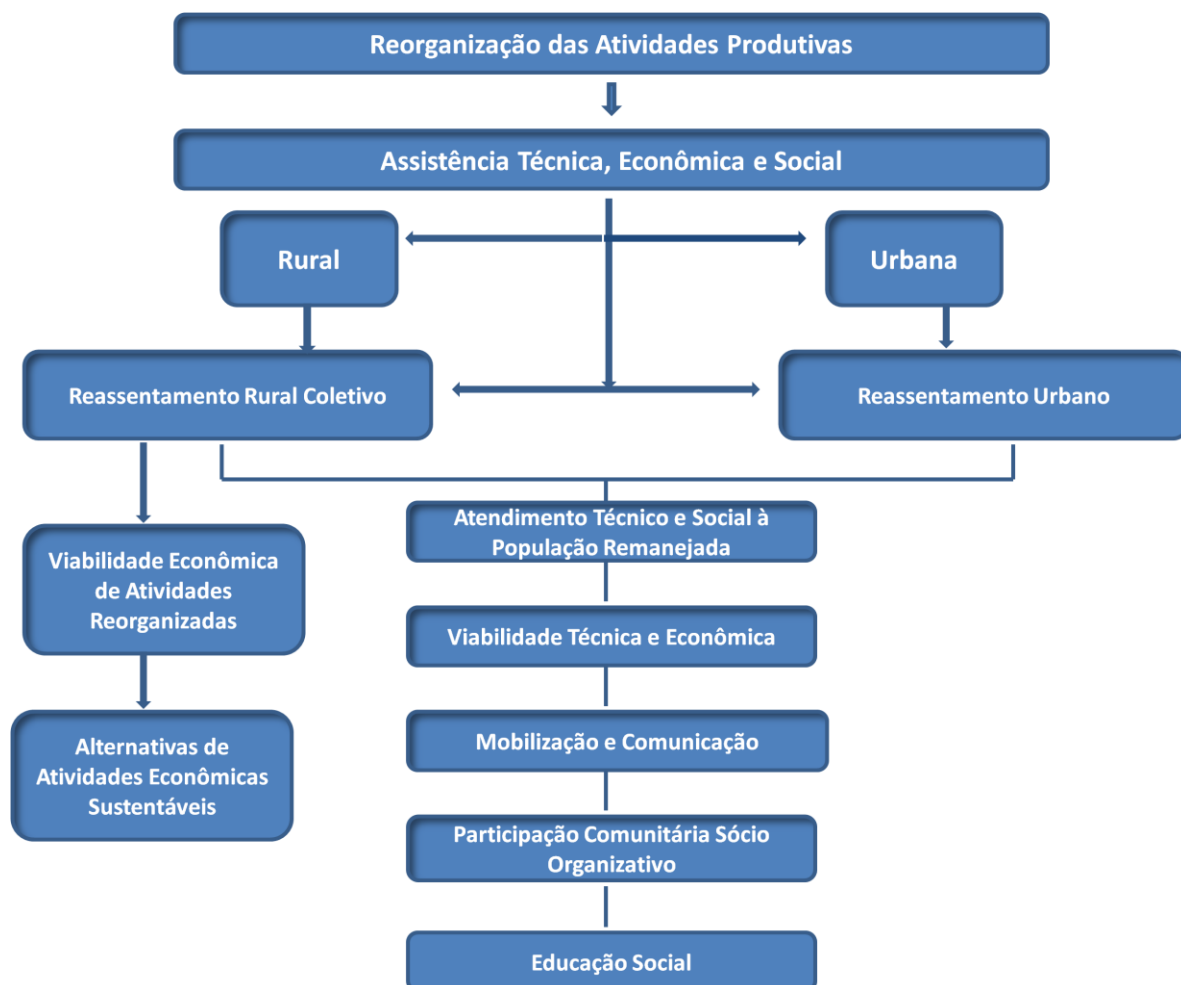 Reorganização das Atividades Produtivas
Assistência Técnica, Econômica e Social
Rural
Urbana
Reassentamento Rural Coletivo
Reassentamento Urbano
Atendimento Técnico e Social à
População Remanejada
Viabilidade Econômica
de Atividades
Reorganizadas
Viabilidade Técnica e Econômica
Alternativas de
Atividades Econômicas
Sustentáveis
Mobilização e Comunicação
Participação Comunitária Sócio
Organizativo
Educação Social